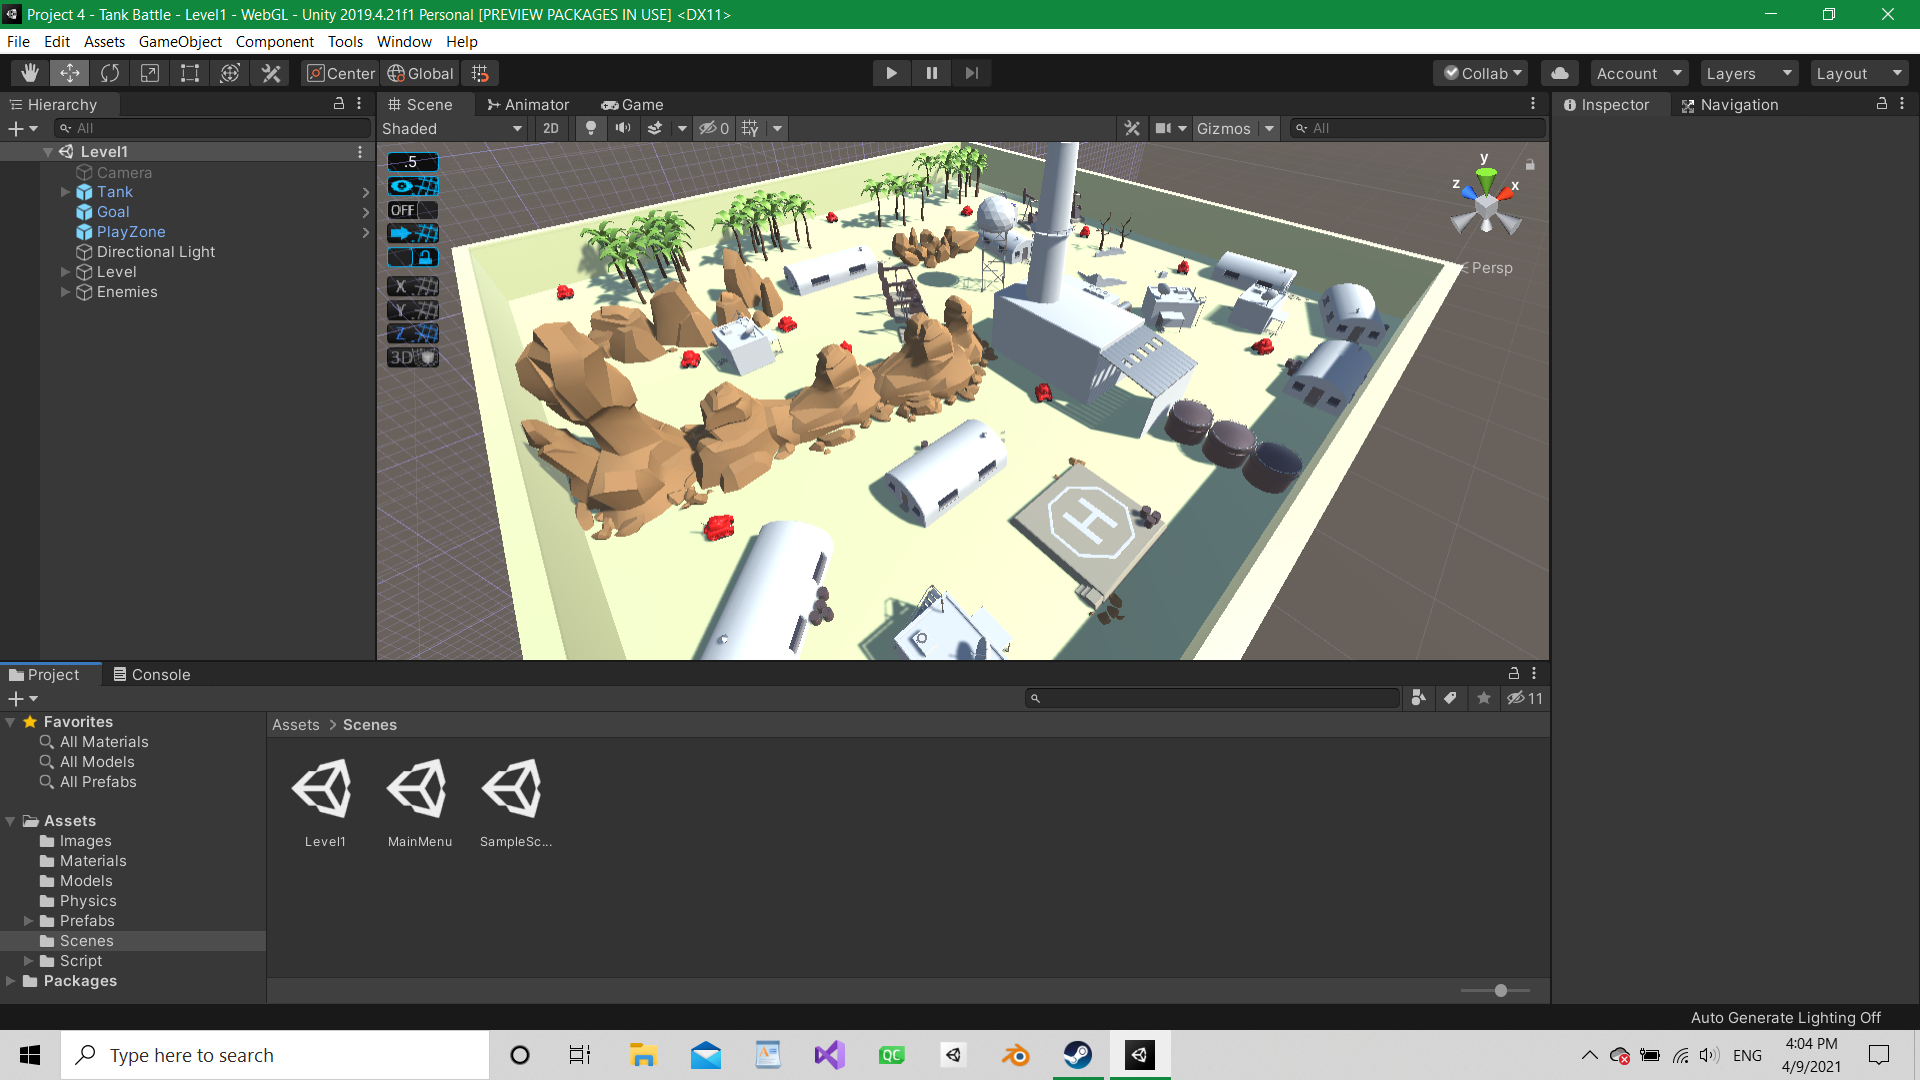 Project 4 - Tank Battle - Level1 - WebGL - Unity 2019.4.21f1 Personal [PREVIEW PACKAGES IN USE] <DX11>
File Edit Assets GameObject Component Tools Window Help
Center Global Collab Account Layers Layout
Hierarchy
All
Level1
Camera
Tank
Goal
PlayZone
Directional Light
Level
Enemies
Scene Animator Game
Shaded 2D 0 Gizmos All
.5
OFF
X
Y
Z
3D
H
y
z x
Persp
Inspector Navigation
Project Console
11
Favorites
All Materials
All Models
All Prefabs
Assets
Images
Materials
Models
Physics
Prefabs
Scenes
Script
Packages
Assets > Scenes
Level1 MainMenu SampleSc...
Auto Generate Lighting Off
Type here to search
QC
ENG
4:04 PM
4/9/2021